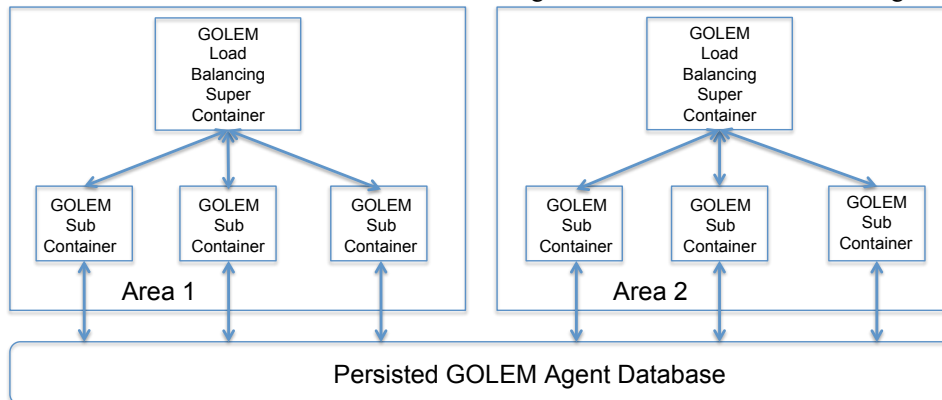 GOLEM
Load
Balancing
Super
Container
GOLEM
Sub
Container
GOLEM
Sub
Container
GOLEM
Sub
Container
Area 1
GOLEM
Load
Balancing
Super
Container
GOLEM
Sub
Container
GOLEM
Sub
Container
GOLEM
Sub
Container
Area 2
Persisted GOLEM Agent Database